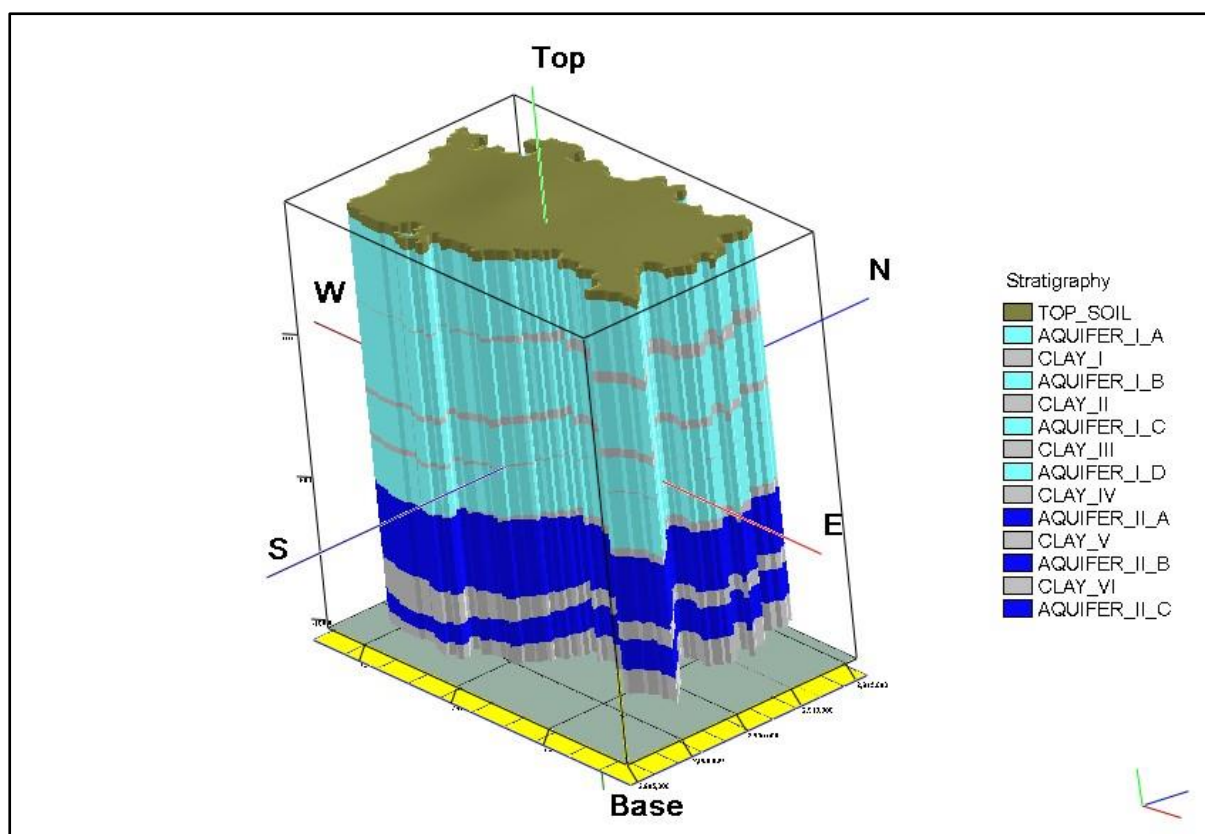 Top
N
W
S
E
Base
Stratigraphy
TOP_SOIL
AQUIFER_I_A
CLAY_I
AQUIFER_I_B
CLAY_II
AQUIFER_I_C
CLAY_III
AQUIFER_I_D
CLAY_IV
AQUIFER_II_A
CLAY_V
AQUIFER_II_B
CLAY_VI
AQUIFER_II_C